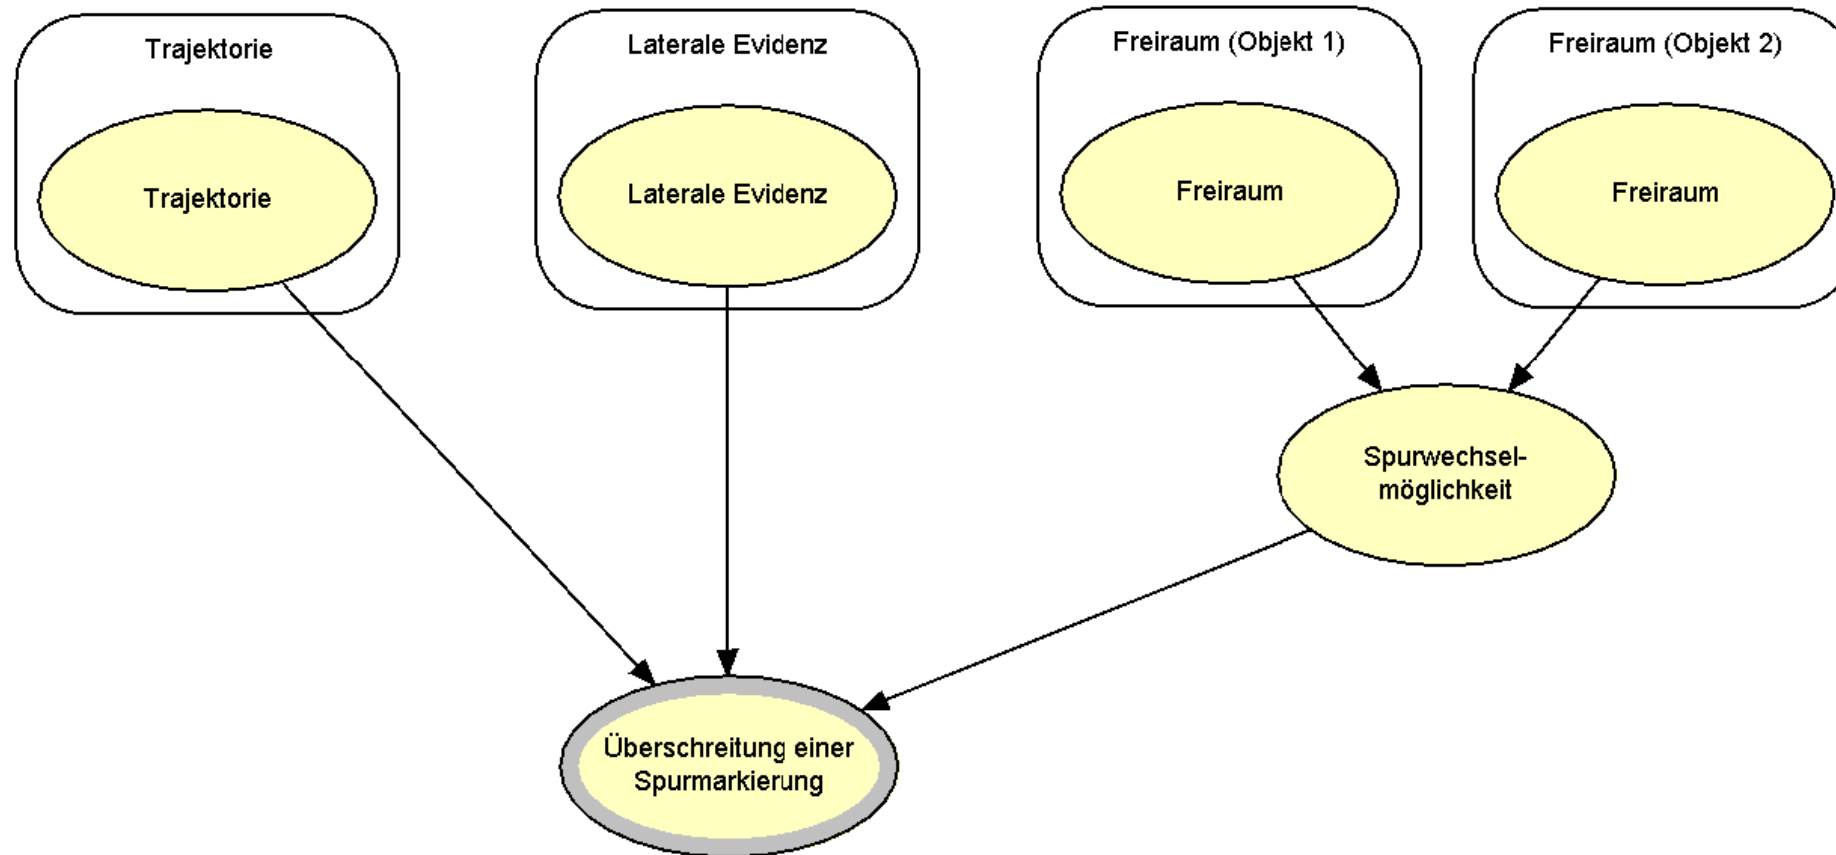 Trajektorie
Laterale Evidenz
Freiraum (Objekt 1)
Freiraum (Objekt 2)
Trajektorie
Laterale Evidenz
Freiraum
Freiraum
Spurwechsel-
möglichkeit
Überschreitung einer
Spurmarkierung